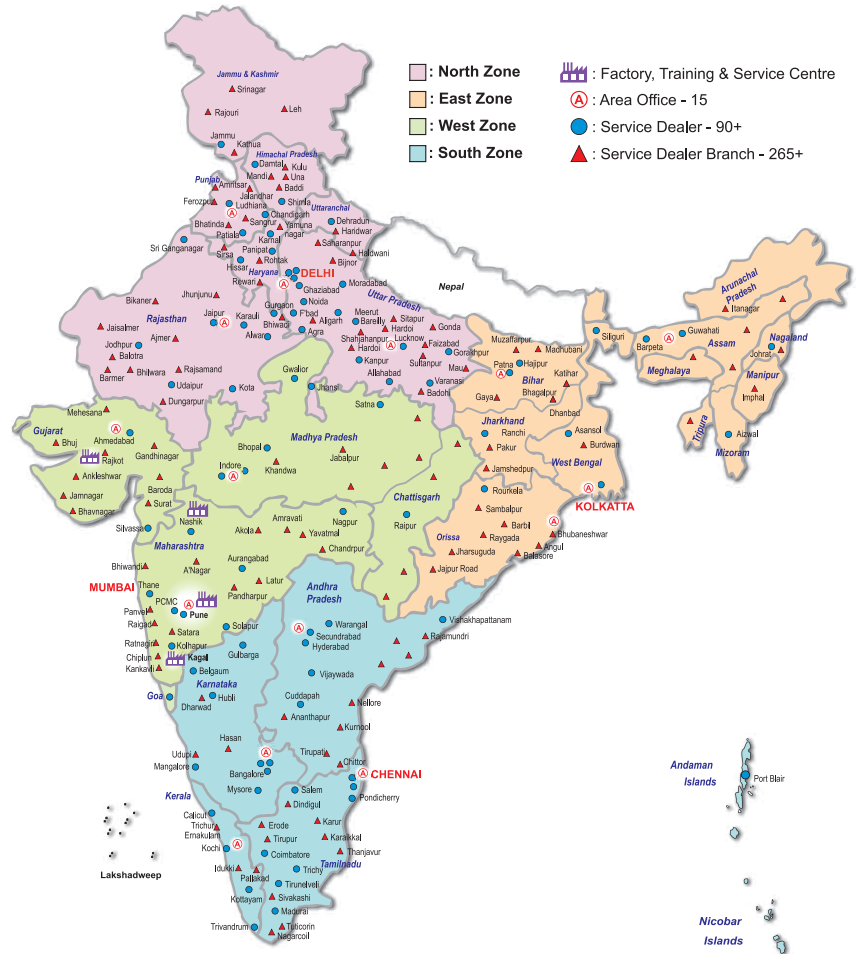 : North Zone
: East Zone
: West Zone
: South Zone
: Factory, Training & Service Centre
A : Area Office - 15
: Service Dealer - 90+
: Service Dealer Branch - 265+
Jammu & Kashmir
Srinagar
Rajouri
Leh
Jammu
Kathua
Himachal Pradesh
Damtal
Kulu
Mandi
Una
Punjab
Amritsar
Baddi
Jalandhar
Ferozpu
Ludhiana
Shimla
Uttaranchal
Chandigarh
Bhatinda
Sangrur
Yamuna
nagar
Dehradun
Haridwar
Patiala
Karnal
Saharanpur
Sri Ganganagar
Sirsa
Panipat
Haldwani
Hissar
Rohtak
Bijnor
Haryana
DELHI
Rewari
A
Ghaziabad
Moradabad
Nepal
Uttar Pradesh
Bikaner
Jhunjunu
Noida
Gurgaon
F'bad
Meerut
Sitapur
Rajasthan
Jaipur
A
Karauli
Bhiwadi
Aligarh
Bareilly
Hardoi
Gonda
Jaisalmer
Alwar
Agra
Shahjahanpur
Lucknow
Faizabad
Ajmer
Jodhpur
Hardoi
A
Gorakhpur
Balotra
Kanpur
Sultanpur
Mau
Barmer
Bhilwara
Rajsamand
Gwalior
Allahabad
Varanasi
Udaipur
Kota
Jhansi
Badohi
Dungarpur
Satna
Arunachal
Pradesh
Itanagar
Siliguri
Guwahati
A
Barpeta
Assam
Nagaland
Johrat
Meghalaya
Manipur
Imphal
Tripura
Aizwal
Mizoram
Muzaffarpur
Madhubani
Patna
Hajipur
A
Bihar
Katihar
Gaya
Bhagalpur
Dhanbad
Jharkhand
Ranchi
Asansol
Pakur
Burdwan
West Bengal
Jamshedpur
Rourkela
A
KOLKATTA
Sambalpur
Barbil
A
Orissa
Raygada
Bhubaneshwar
Angul
Jharsuguda
Balasore
Jajpur Road
Mehesana
Gujarat
Ahmedabad
A
Bhuj
Gandhinagar
Rajkot
Ankleshwar
Baroda
Jamnagar
Surat
Bhavnagar
Silvassa
Nashik
Madhya Pradesh
Bhopal
Indore
Khandwa
Jabalpur
A
Chattisgarh
Raipur
Nagpur
Amravati
Akola
Yavatmal
Chandrpur
Maharashtra
Aurangabad
Bhiwandi
A'Nagar
Latur
MUMBAI
Thane
Pandharpur
PCMC
A
Panvel
Pune
Raigad
Satara
Solapur
Ratnagiri
Kolhapur
Chiplun
Kagal
Kankavli
Gulbarga
Andhra
Pradesh
A
Warangal
Secundrabad
Hyderabad
Vishakhapattanam
Rajamundri
Vijaywada
Belgaum
Karnataka
Goa
Hubli
Dharwad
Cuddapah
Nellore
Ananthapur
Kurnool
Hasan
Udupi
A
Tirupati
Chittor
Mangalore
Bangalore
A
CHENNAI
Mysore
Salem
Pondicherry
Kerala
Dindigul
Calicut
Trichur
Erode
Karur
Ernakulam
Tirupur
Karaikkal
Kochi
A
Coimbatore
Thanjavur
Tamilnadu
Idukki
Trichy
Pallakad
Tirunelveli
Kottayam
Sivakashi
Madurai
Trivandrum
Tuticorin
Nagarcoil
Lakshadweep
Andaman
Islands
Port Blair
Nicobar
Islands